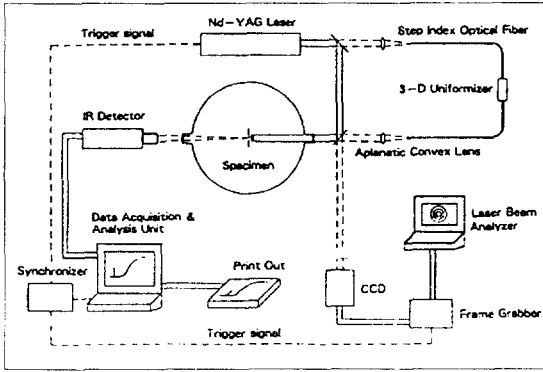 Nd-YAG Laser
Step Index Optical Fiber
Trigger signal
3-D Uniformizer
IR Detector
Specimen
Aplanatic Convex Lens
Data Acquisition &
Analysis Unit
Laser Beam
Analyzer
Synchronizer
Print Out
CCD
Frame Grabber
Trigger signal